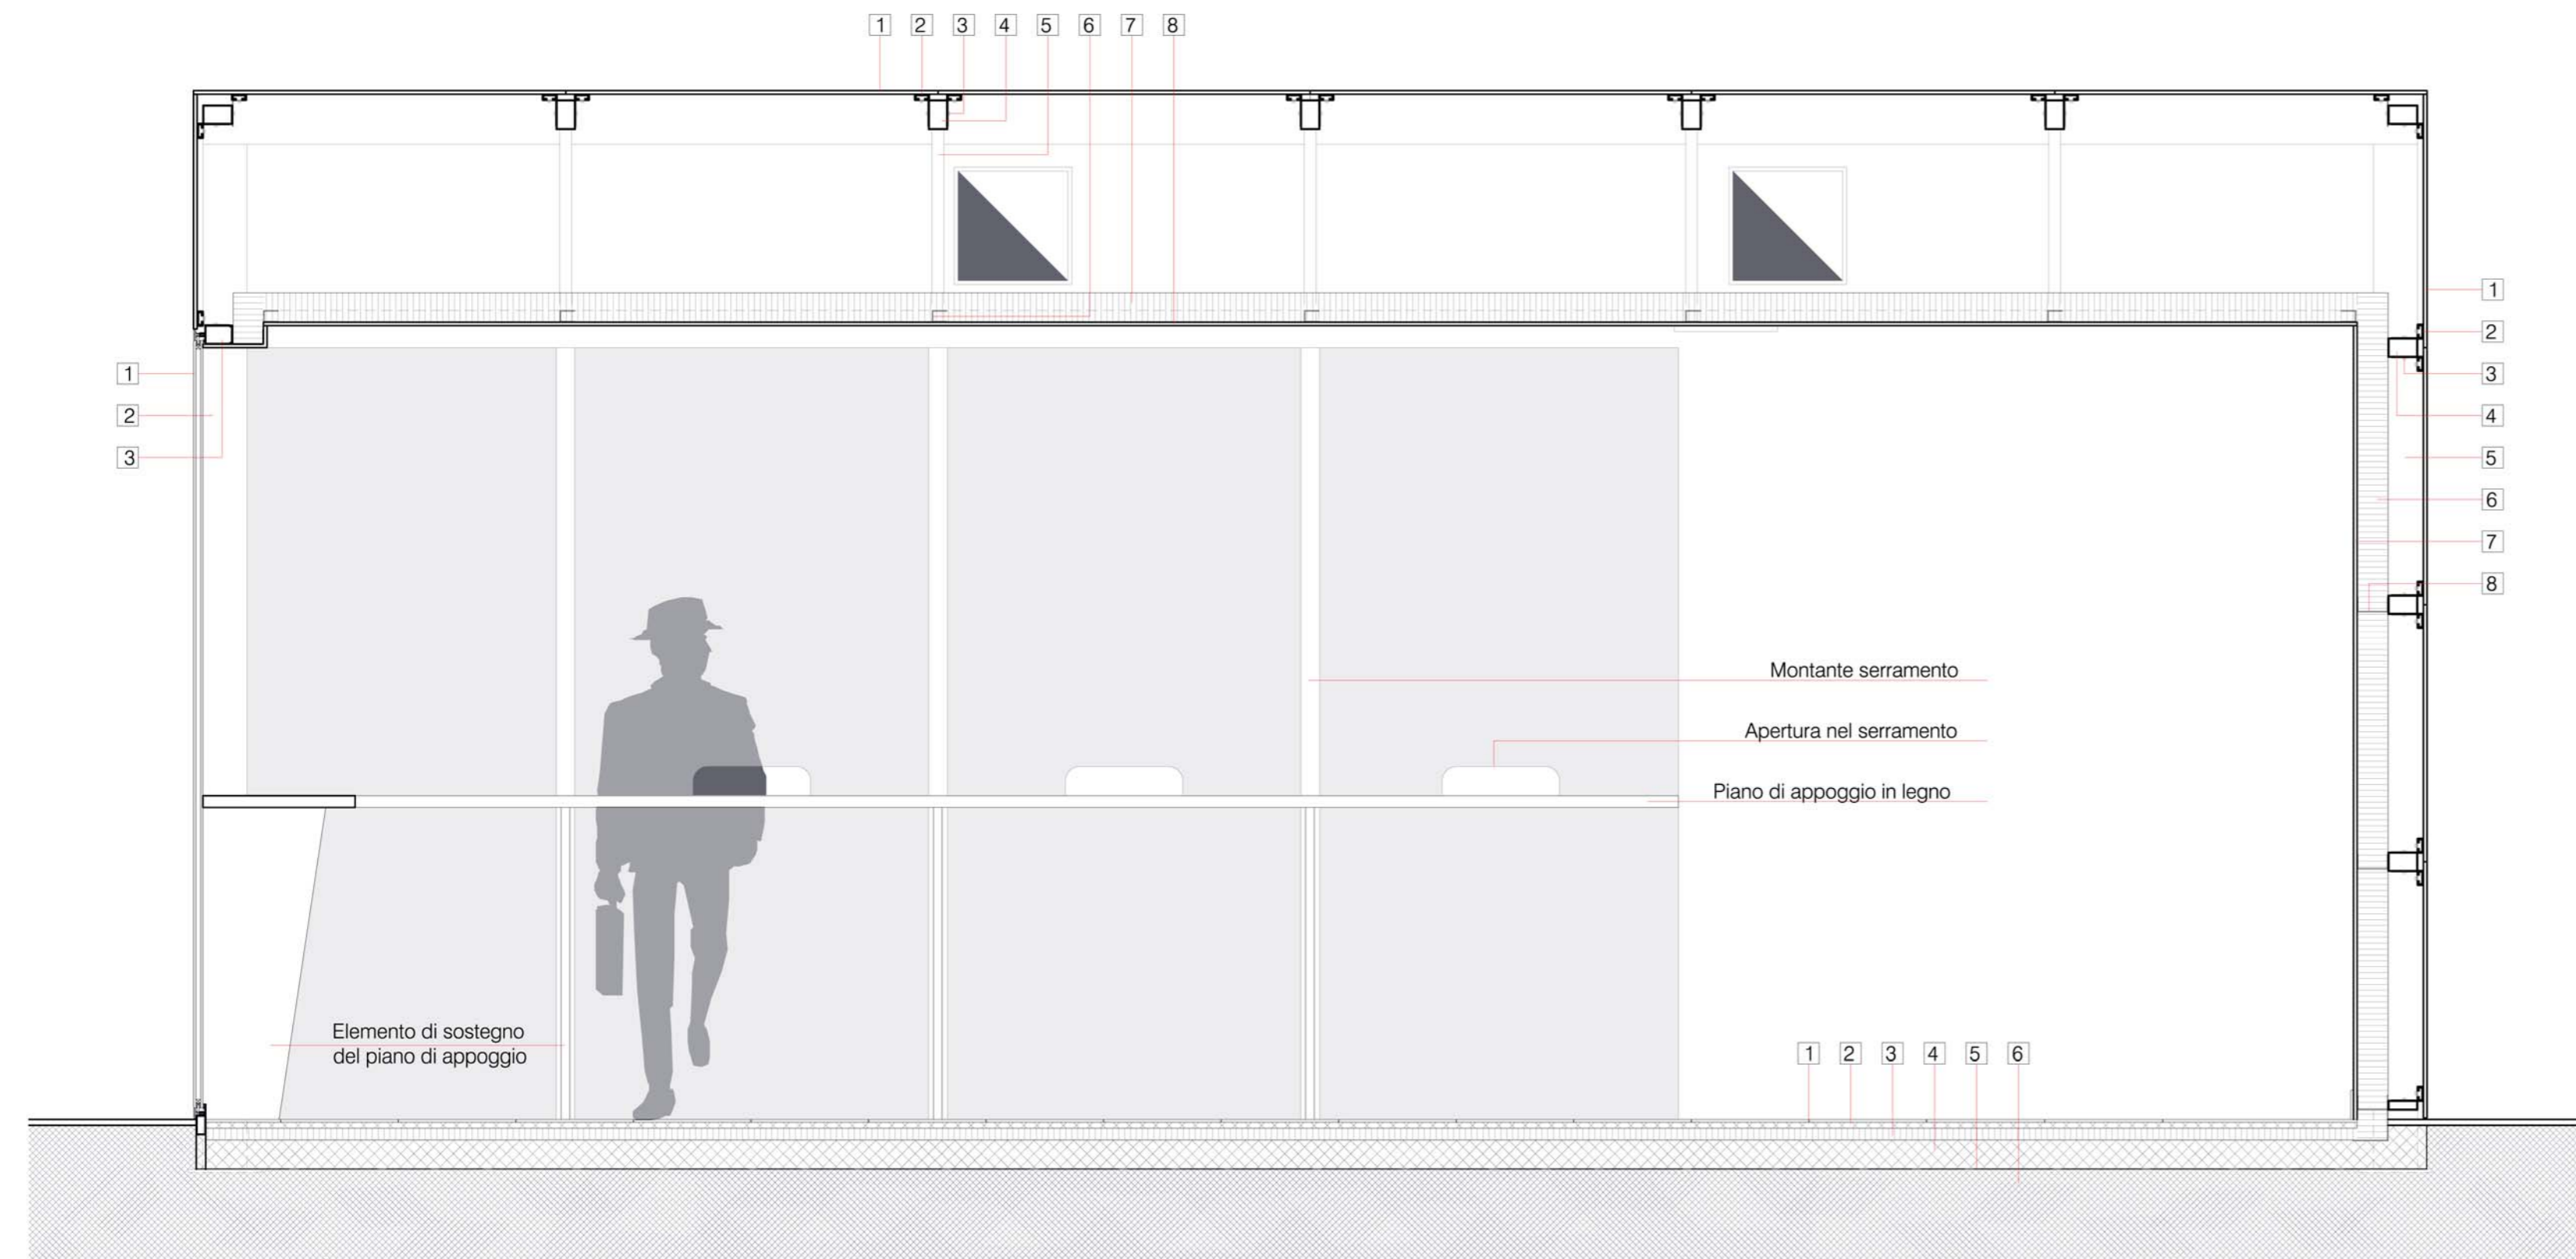 1 2 3 4 5 6 7 8
1
2
3
1
2
3
4
5
6
7
8
Montante serramento
Apertura nel serramento
Piano di appoggio in legno
Elemento di sostegno
del piano di appoggio
1 2 3 4 5 6